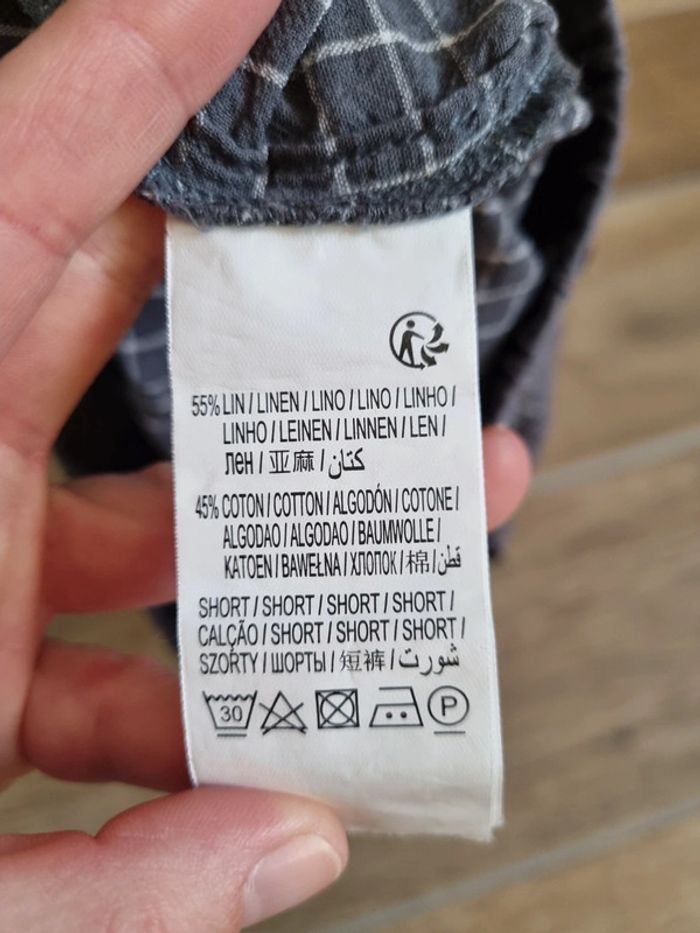 55% LIN / LINEN / LINO / LINO / LINHO /
LINHO / LEINEN / LINNEN / LEN /
лен / 亚麻 / كتان
45% COTON / COTTON / ALGODÓN / COTONE /
ALGODAO / ALGODAO / BAUMWOLLE /
KATOEN / BAWEŁNA / ХЛОПОК / 棉 / قطن
SHORT / SHORT / SHORT / SHORT /
CALÇÃO / SHORT / SHORT / SHORT /
SZORTY / ШОРТЫ / 短裤 / شورت
30 P